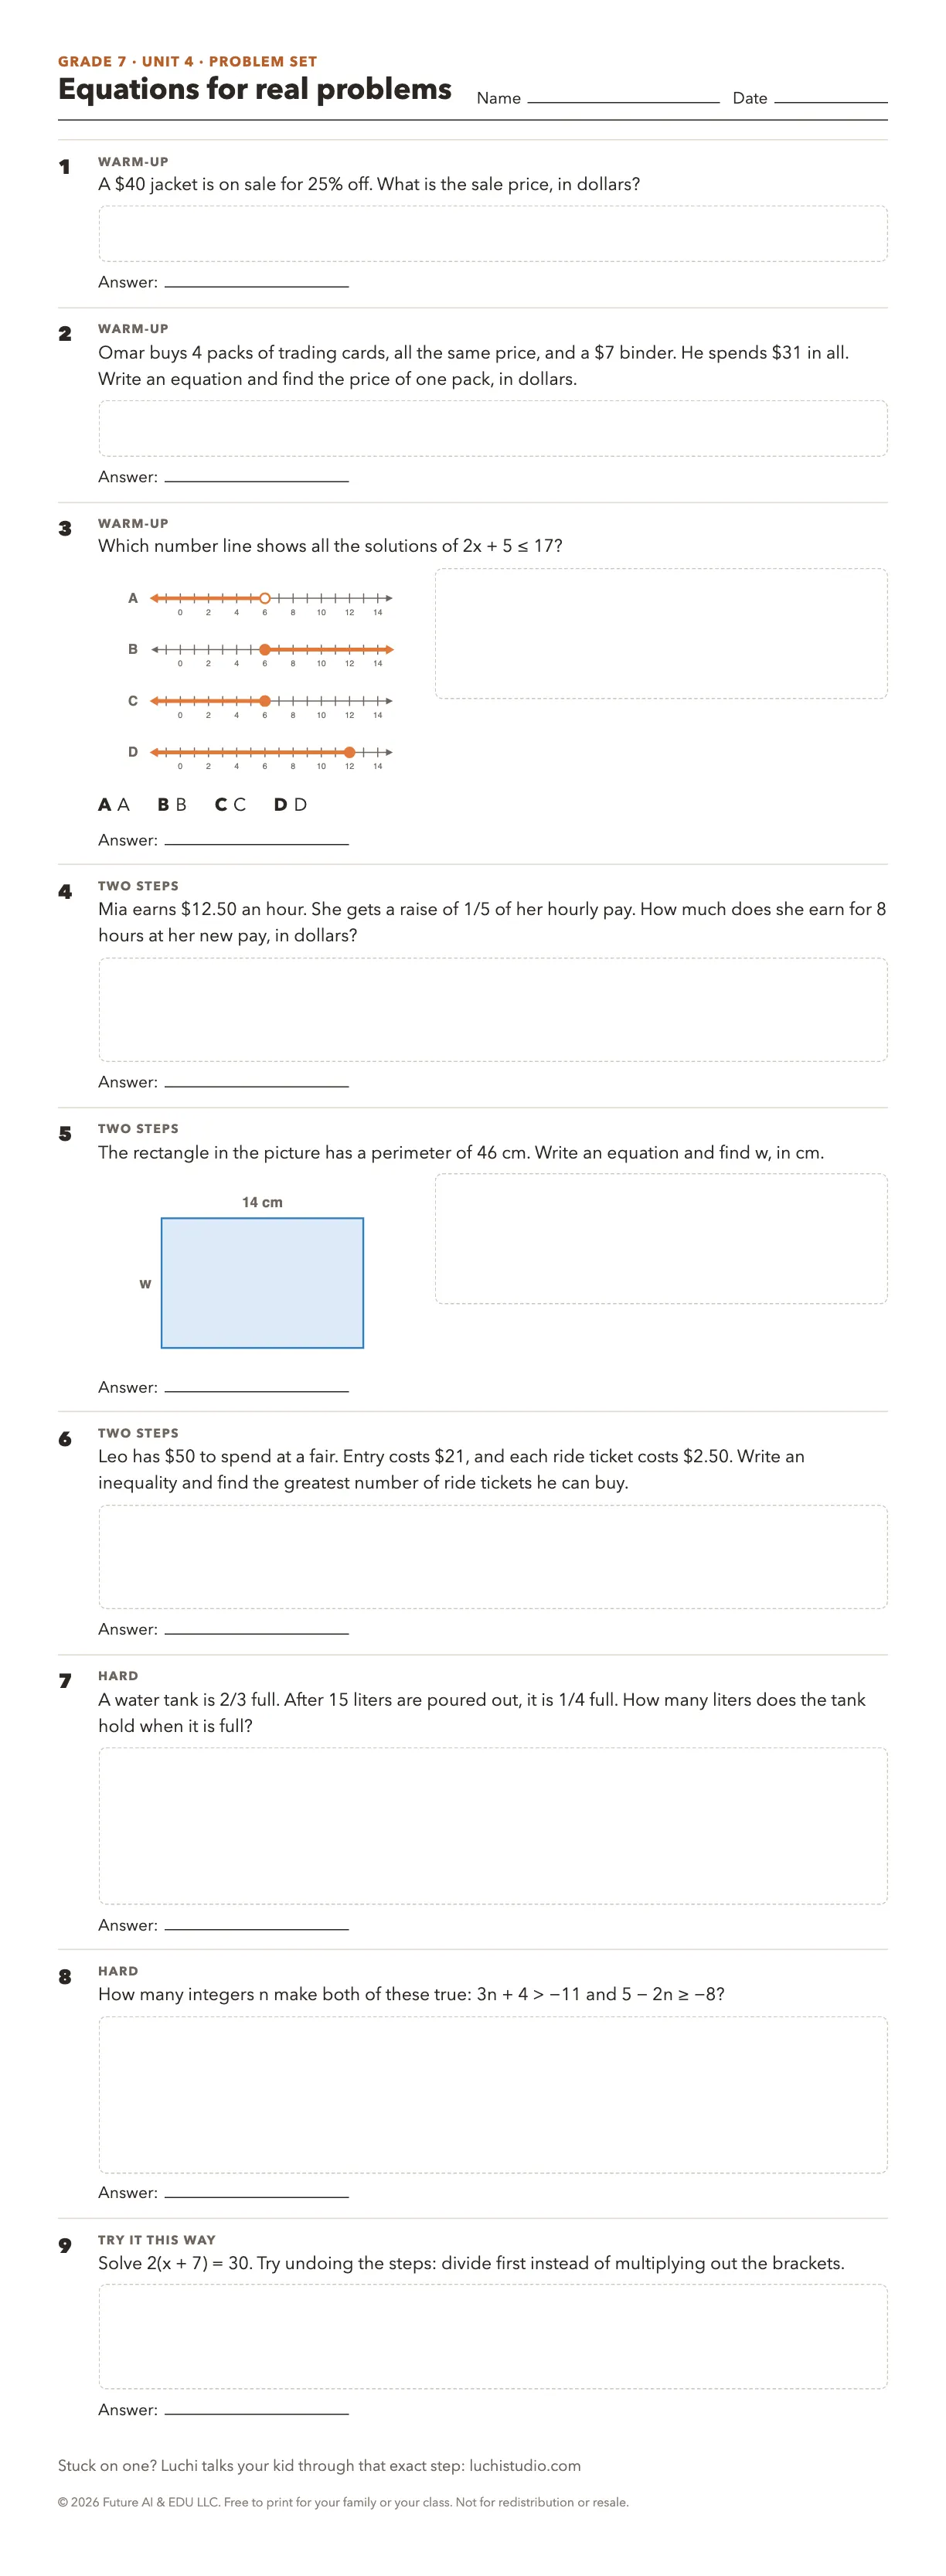 GRADE 7 · UNIT 4 · PROBLEM SET
Equations for real problems
Name
Date
1
WARM-UP
A $40 jacket is on sale for 25% off. What is the sale price, in dollars?
Answer:
2
WARM-UP
Omar buys 4 packs of trading cards, all the same price, and a $7 binder. He spends $31 in all.
Write an equation and find the price of one pack, in dollars.
Answer:
3
WARM-UP
Which number line shows all the solutions of 2x + 5 ≤ 17?
A
0 2 4 6 8 10 12 14
B
0 2 4 6 8 10 12 14
C
0 2 4 6 8 10 12 14
D
0 2 4 6 8 10 12 14
A A B B C C D D
Answer:
4
TWO STEPS
Mia earns $12.50 an hour. She gets a raise of 1/5 of her hourly pay. How much does she earn for 8
hours at her new pay, in dollars?
Answer:
5
TWO STEPS
The rectangle in the picture has a perimeter of 46 cm. Write an equation and find w, in cm.
14 cm
w
Answer:
6
TWO STEPS
Leo has $50 to spend at a fair. Entry costs $21, and each ride ticket costs $2.50. Write an
inequality and find the greatest number of ride tickets he can buy.
Answer:
7
HARD
A water tank is 2/3 full. After 15 liters are poured out, it is 1/4 full. How many liters does the tank
hold when it is full?
Answer:
8
HARD
How many integers n make both of these true: 3n + 4 > −11 and 5 − 2n ≥ −8?
Answer:
9
TRY IT THIS WAY
Solve 2(x + 7) = 30. Try undoing the steps: divide first instead of multiplying out the brackets.
Answer:
Stuck on one? Luchi talks your kid through that exact step: luchistudio.com
© 2026 Future AI & EDU LLC. Free to print for your family or your class. Not for redistribution or resale.